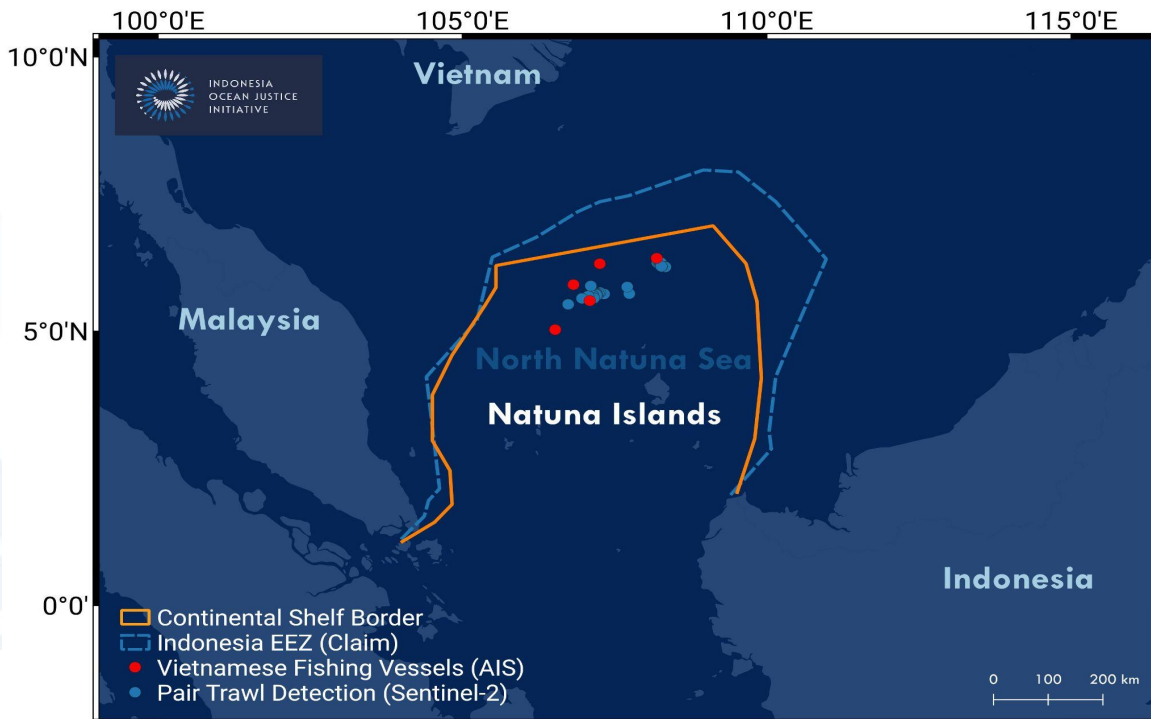 100°0'E 105°0'E 110°0'E 115°0'E
10°0'N
INDONESIA
OCEAN JUSTICE
INITIATIVE
Vietnam
Malaysia
5°0'N
North Natuna Sea
Natuna Islands
Indonesia
0°0'
Continental Shelf Border
Indonesia EEZ (Claim)
Vietnamese Fishing Vessels (AIS)
Pair Trawl Detection (Sentinel-2)
0 100 200 km